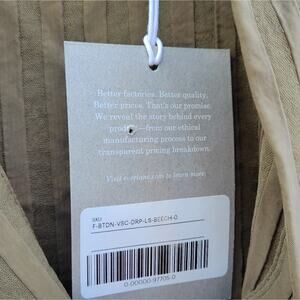 Better factories. Better quality.
Better prices. That's our promise.
We reveal the story behind every
product—from our ethical
manufacturing process to our
transparent pricing breakdown.
Visit everlane.com to learn more.
SKU
F-BTDN-VSC-DRP-LS-BEECH-0
0-00000-97705-0